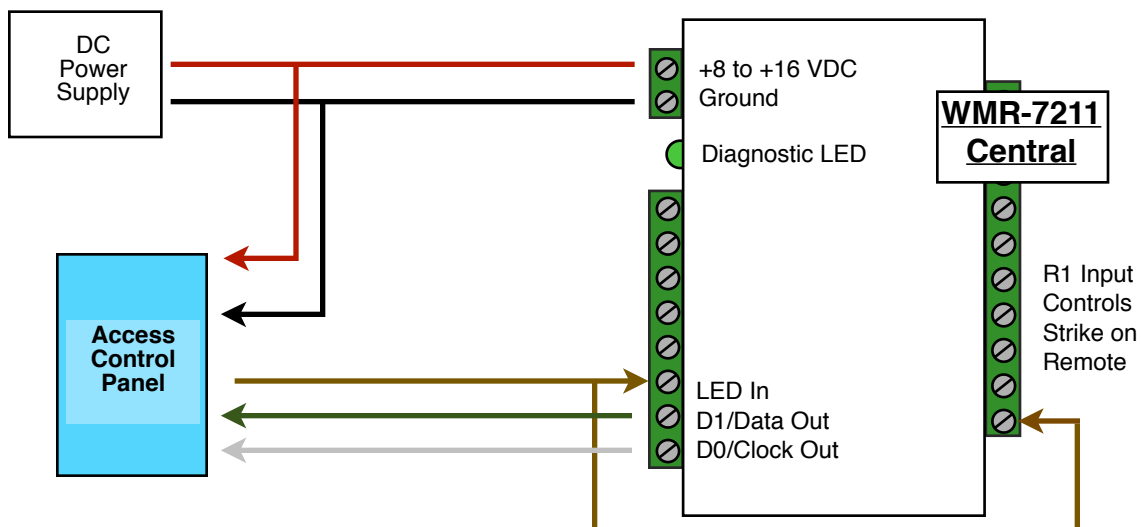 DC
Power
Supply
+8 to +16 VDC
Ground
WMR-7211
Central
Diagnostic LED
R1 Input
Controls
Strike on
Remote
Access
Control
Panel
LED In
D1/Data Out
D0/Clock Out